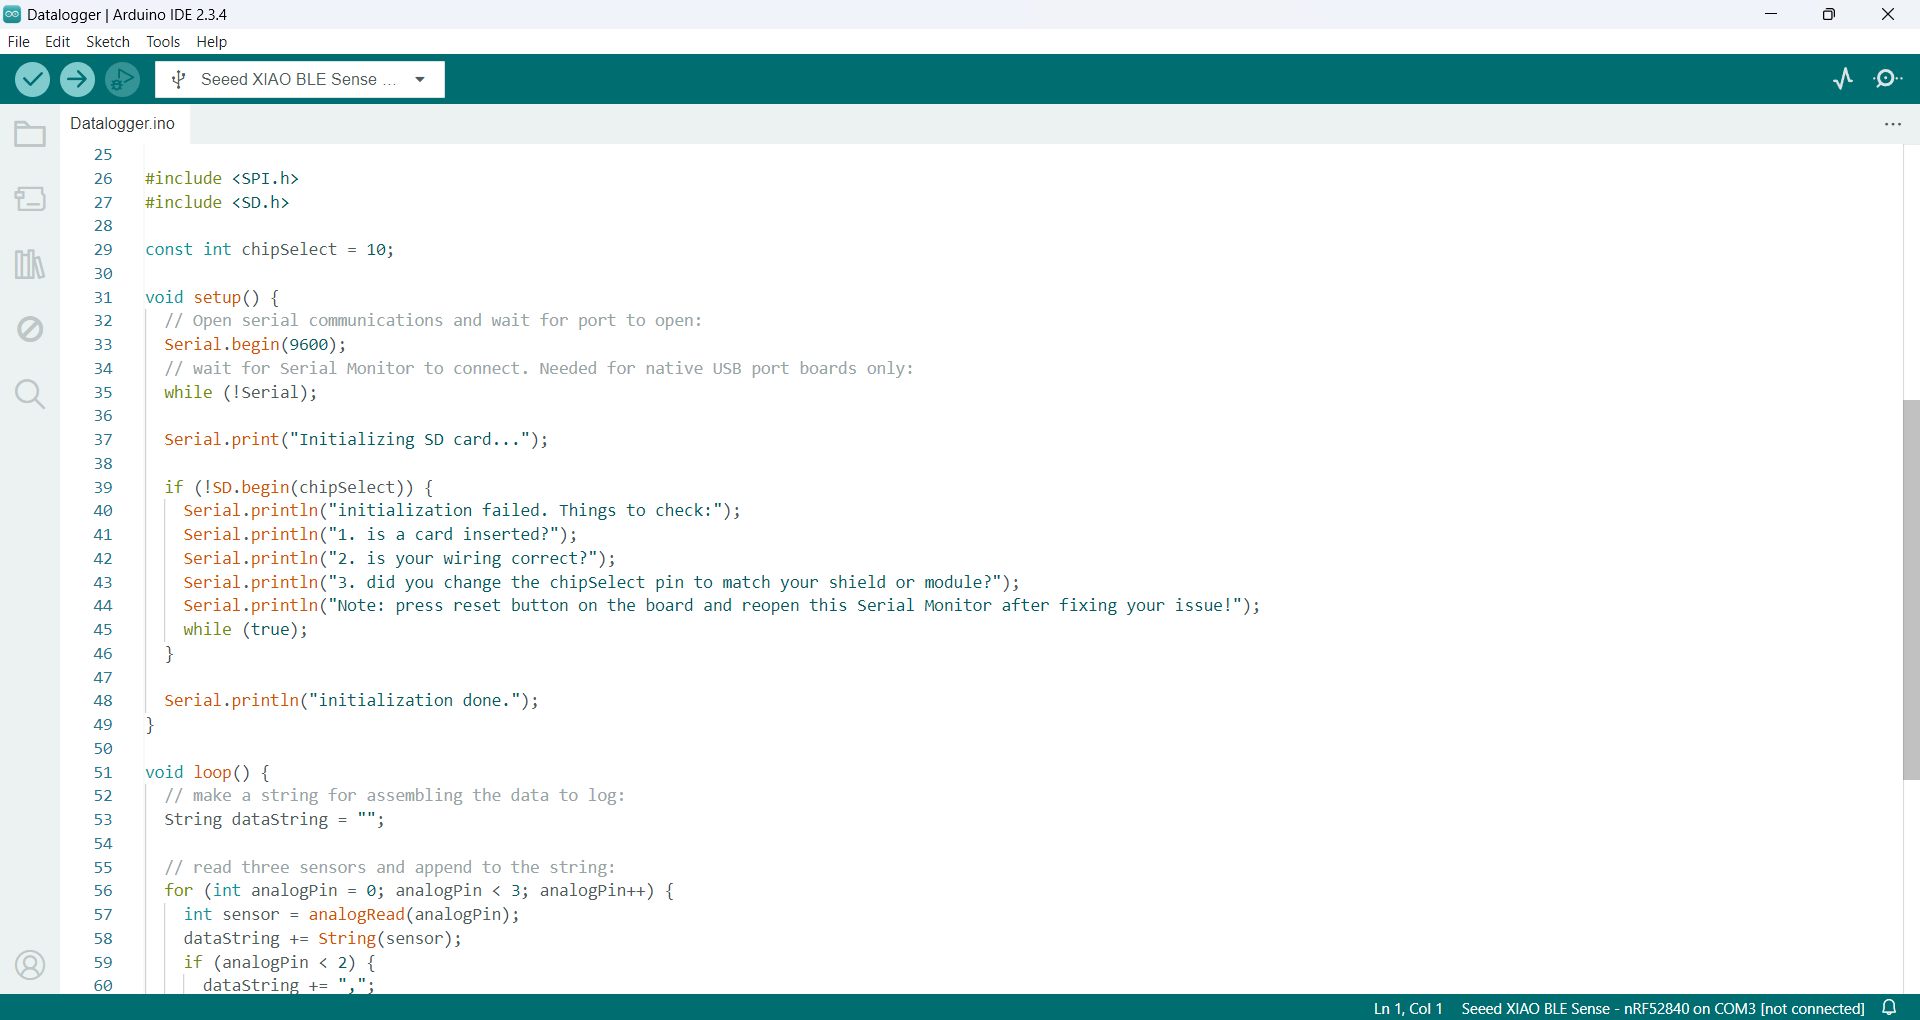 Datalogger | Arduino IDE 2.3.4
File Edit Sketch Tools Help
Seeed XIAO BLE Sense ...
Datalogger.ino
25
26 #include <SPI.h>
27 #include <SD.h>
28
29 const int chipSelect = 10;
30
31 void setup() {
32   // Open serial communications and wait for port to open:
33   Serial.begin(9600);
34   // wait for Serial Monitor to connect. Needed for native USB port boards only:
35   while (!Serial);
36
37   Serial.print("Initializing SD card...");
38
39   if (!SD.begin(chipSelect)) {
40     Serial.println("initialization failed. Things to check:");
41     Serial.println("1. is a card inserted?");
42     Serial.println("2. is your wiring correct?");
43     Serial.println("3. did you change the chipSelect pin to match your shield or module?");
44     Serial.println("Note: press reset button on the board and reopen this Serial Monitor after fixing your issue!");
45     while (true);
46   }
47
48   Serial.println("initialization done.");
49 }
50
51 void loop() {
52   // make a string for assembling the data to log:
53   String dataString = "";
54
55   // read three sensors and append to the string:
56   for (int analogPin = 0; analogPin < 3; analogPin++) {
57     int sensor = analogRead(analogPin);
58     dataString += String(sensor);
59     if (analogPin < 2) {
60       dataString += ",";
Ln 1, Col 1 Seeed XIAO BLE Sense - nRF52840 on COM3 [not connected]